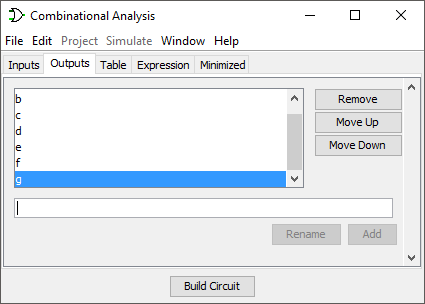 Combinational Analysis
File Edit Project Simulate Window Help
Inputs Outputs Table Expression Minimized
b
c
d
e
f
g
Remove
Move Up
Move Down
Rename Add
Build Circuit